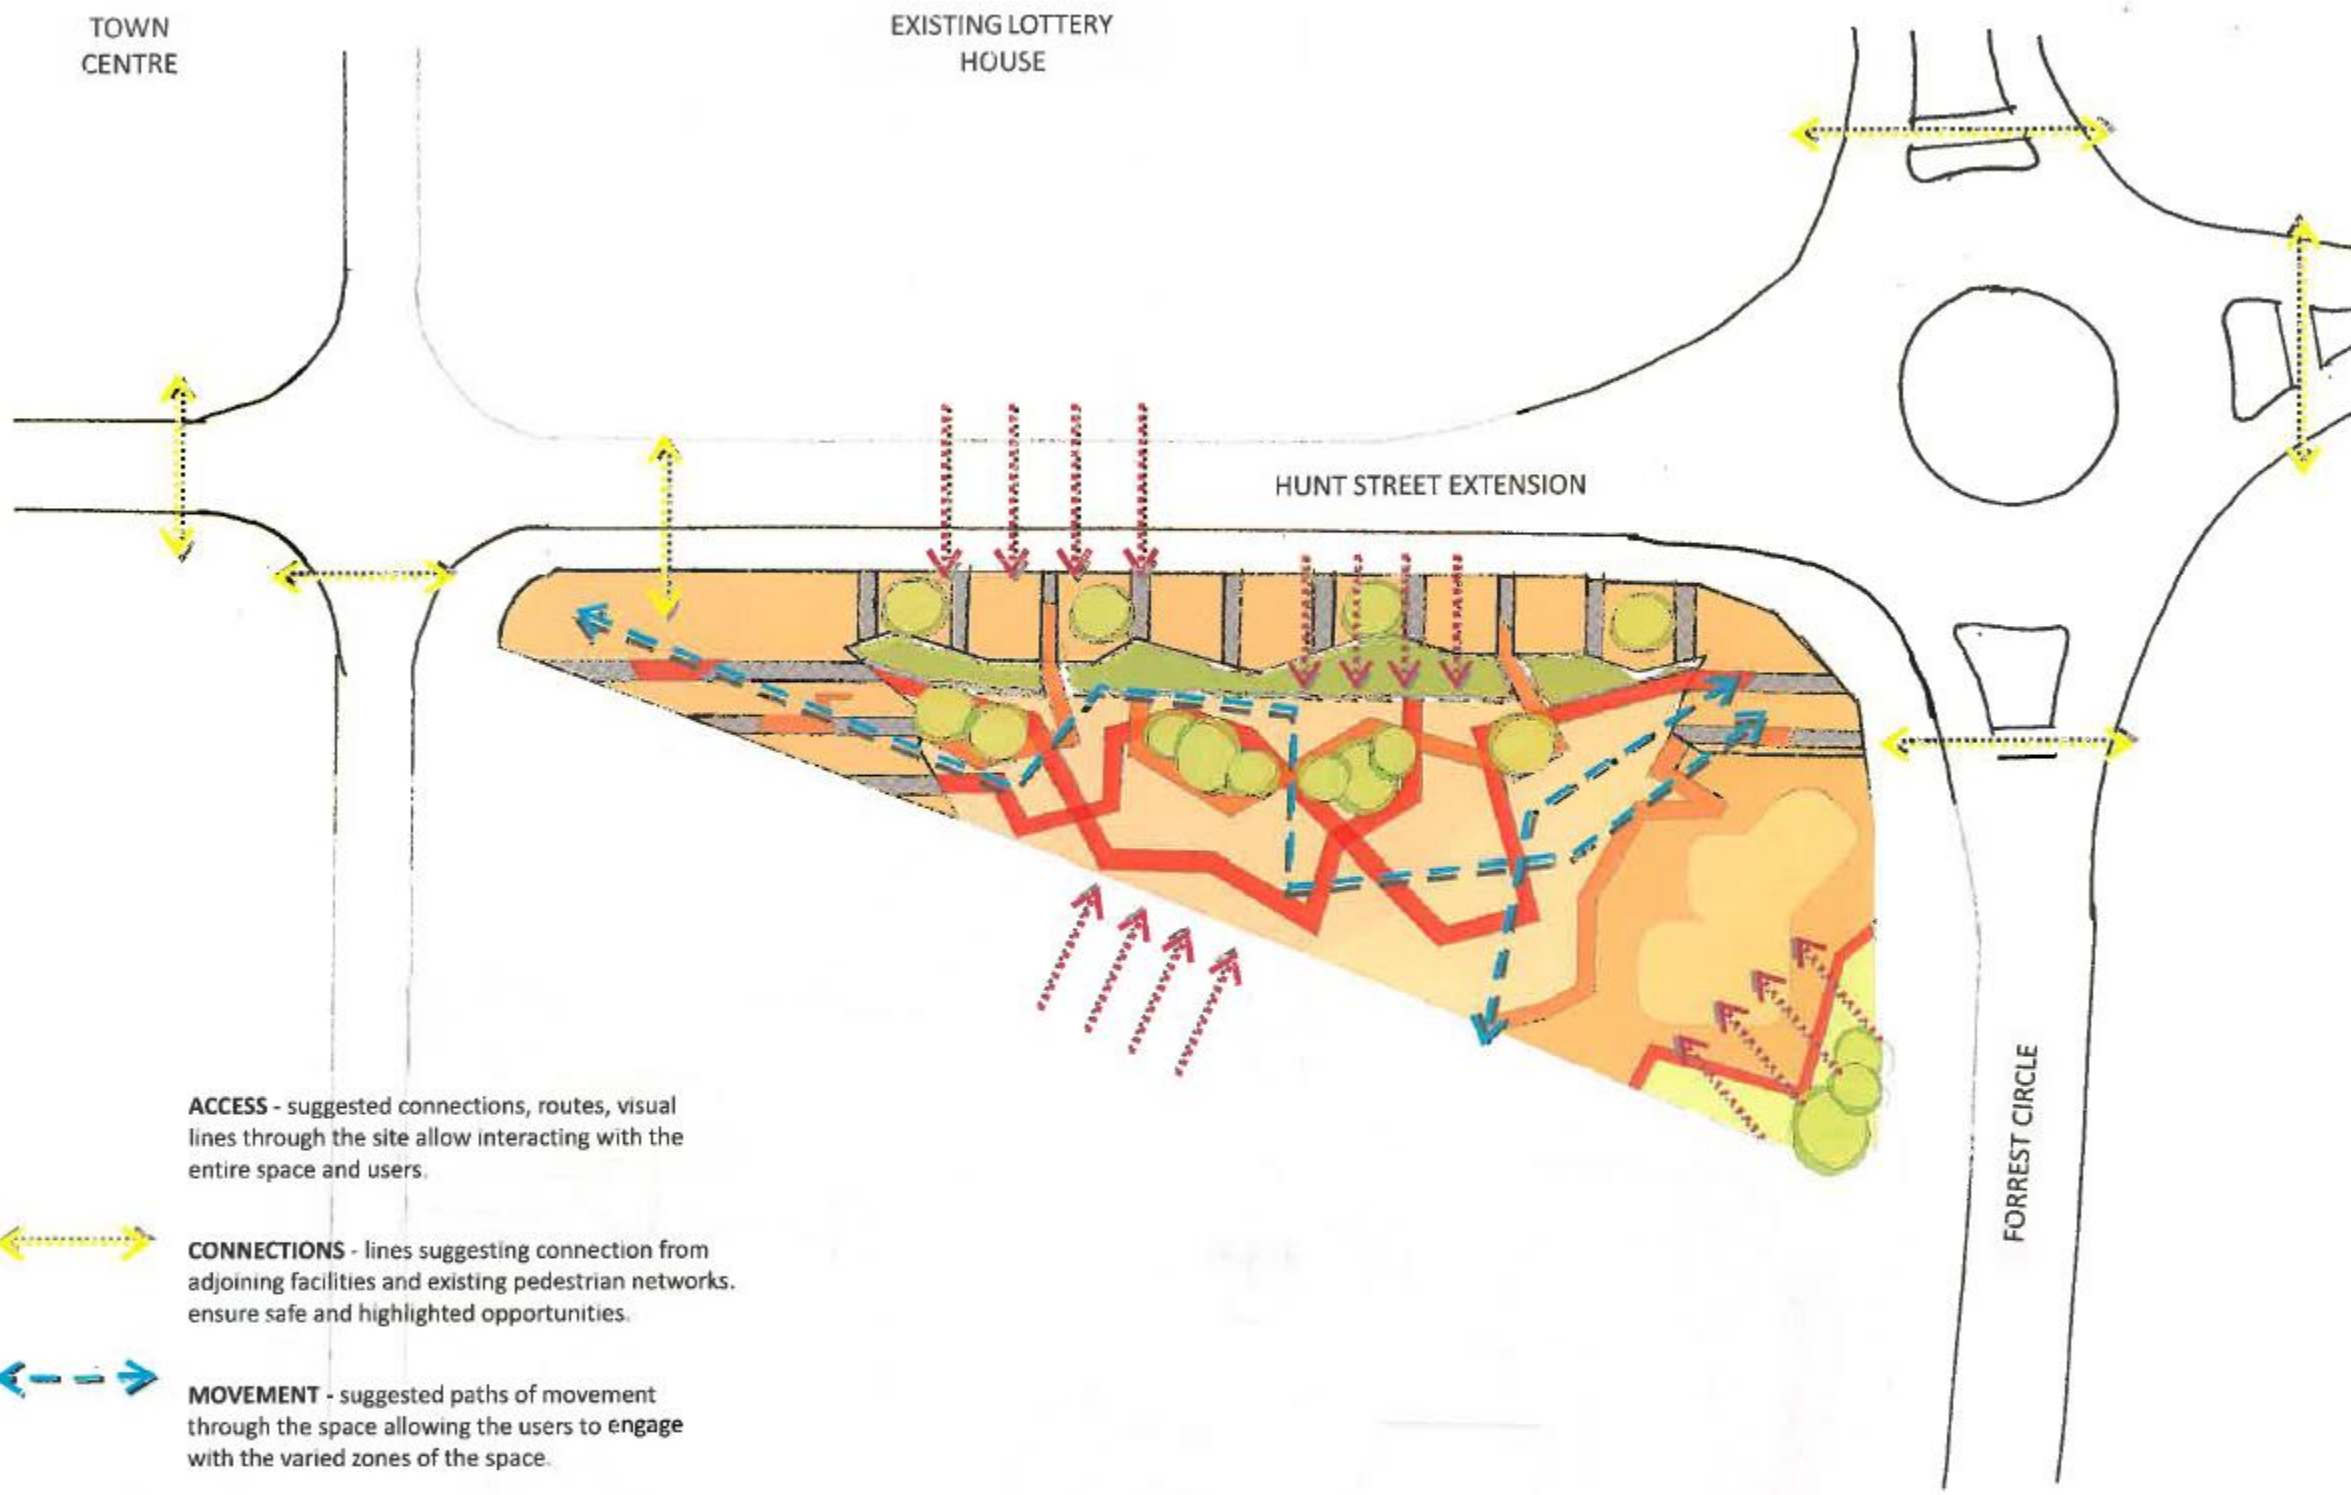 TOWN
CENTRE
EXISTING LOTTERY
HOUSE
HUNT STREET EXTENSION
FORREST CIRCLE
ACCESS - suggested connections, routes, visual
lines through the site allow interacting with the
entire space and users.
CONNECTIONS - lines suggesting connection from
adjoining facilities and existing pedestrian networks.
ensure safe and highlighted opportunities.
MOVEMENT - suggested paths of movement
through the space allowing the users to engage
with the varied zones of the space.